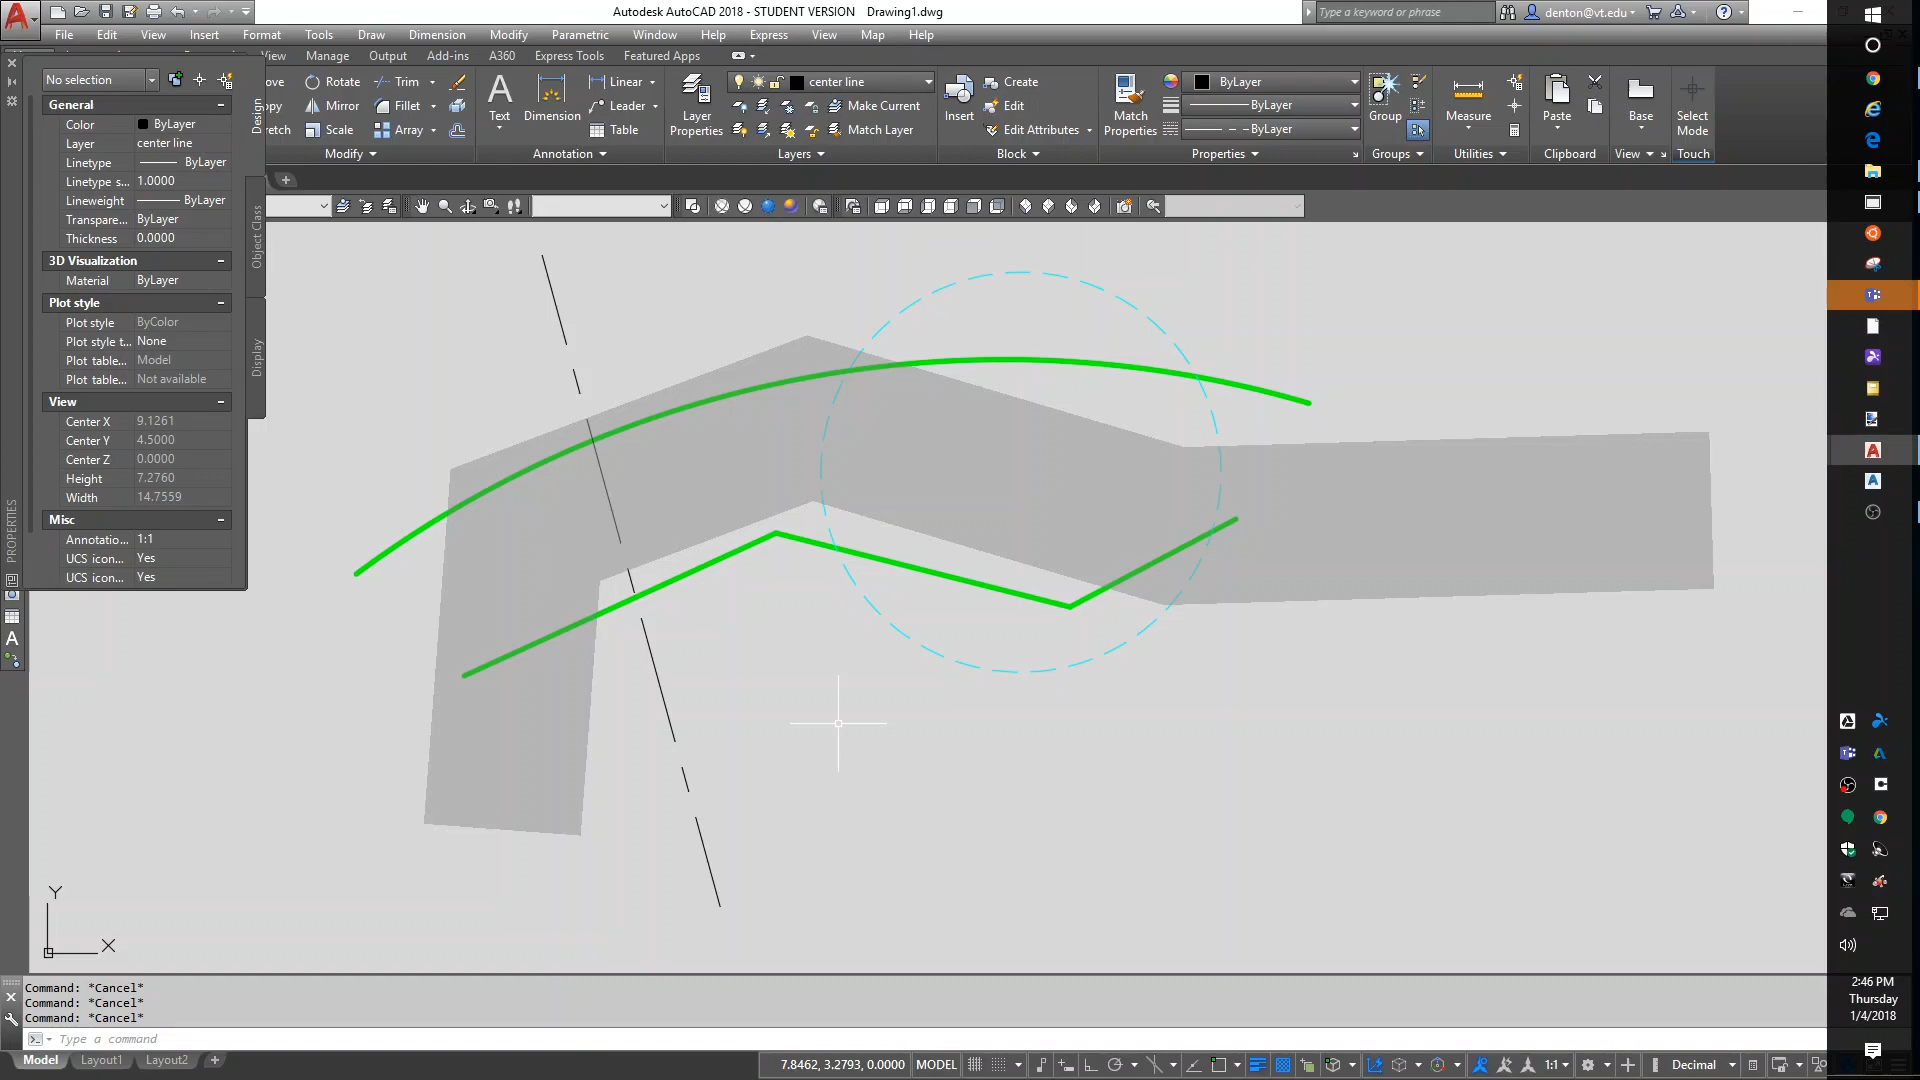 Autodesk AutoCAD 2018 - STUDENT VERSION Drawing1.dwg
Type a keyword or phrase
denton@vt.edu
File Edit View Insert Format Tools Draw Dimension Modify Parametric Window Help Express View Map Help
Manage Output Add-ins A360 Express Tools Featured Apps
No selection
Rotate Trim
Mirror Fillet
Scale Array
Modify
Text
Dimension
Linear
Leader
Table
Annotation
Layer
Properties
center line
Make Current
Match Layer
Layers
Insert
Create
Edit
Edit Attributes
Block
Match
Properties
ByLayer
ByLayer
ByLayer
Properties
Group
Groups
Measure
Utilities
Paste
Clipboard
Base
View
Select
Mode
Touch
General
Color ByLayer
Layer center line
Linetype ByLayer
Linetype s... 1.0000
Lineweight ByLayer
Transpare... ByLayer
Thickness 0.0000
3D Visualization
Material ByLayer
Plot style
Plot style ByColor
Plot style t... None
Plot table... Model
Plot table... Not available
View
Center X 9.1261
Center Y 4.5000
Center Z 0.0000
Height 7.2760
Width 14.7559
Misc
Annotatio... 1:1
UCS icon... Yes
UCS icon... Yes
PROPERTIES
Design
Object Class
Display
Y
X
Command: *Cancel*
Command: *Cancel*
Command: *Cancel*
Type a command
Model Layout1 Layout2
7.8462, 3.2793, 0.0000 MODEL
1:1
Decimal
2:46 PM
Thursday
1/4/2018